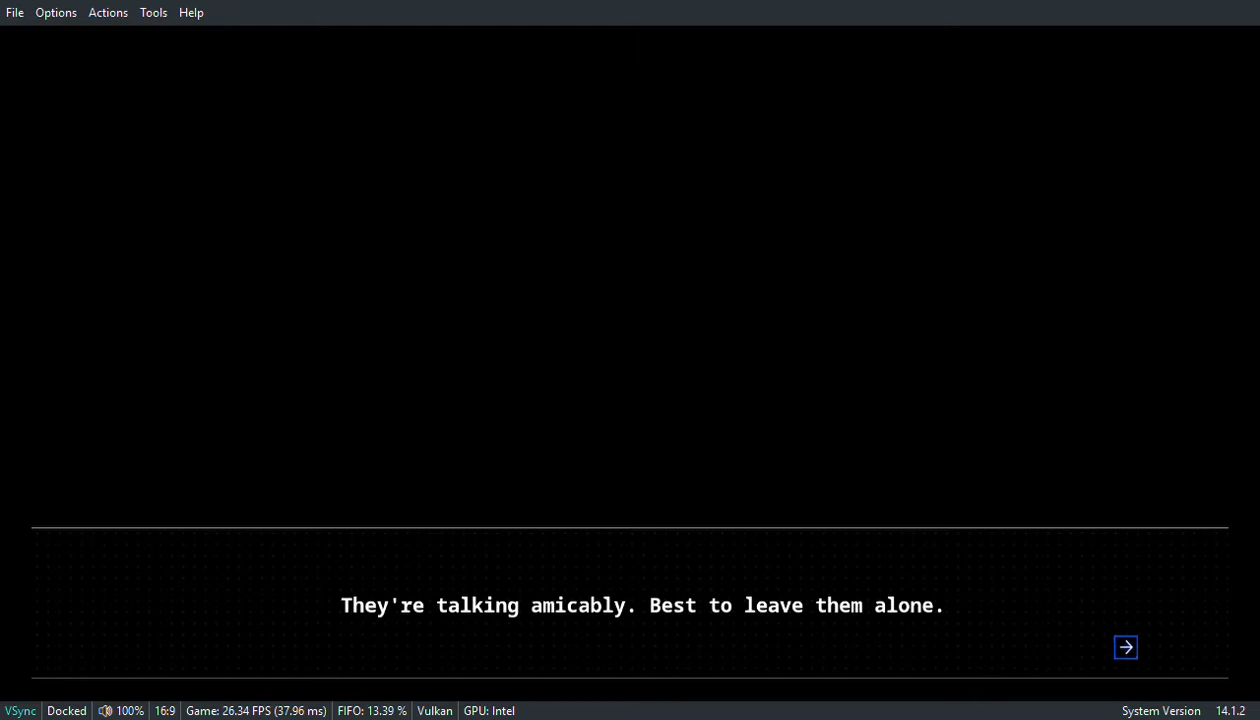 File Options Actions Tools Help
They're talking amicably. Best to leave them alone.
VSync Docked 100% 16:9 Game: 26.34 FPS (37.96 ms) FIFO: 13.39 % Vulkan GPU: Intel System Version 14.1.2